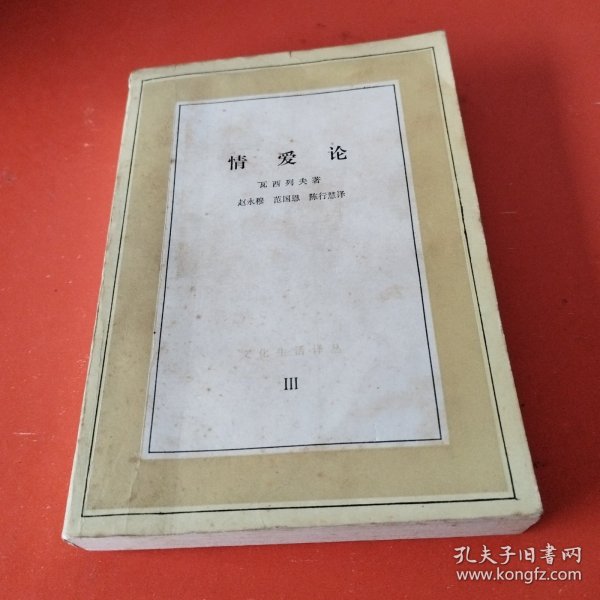 情爱论
瓦西列夫著
赵永穆 范国恩 陈行慧译
文化生活译丛
III
孔夫子旧书网
www.kongfz.com